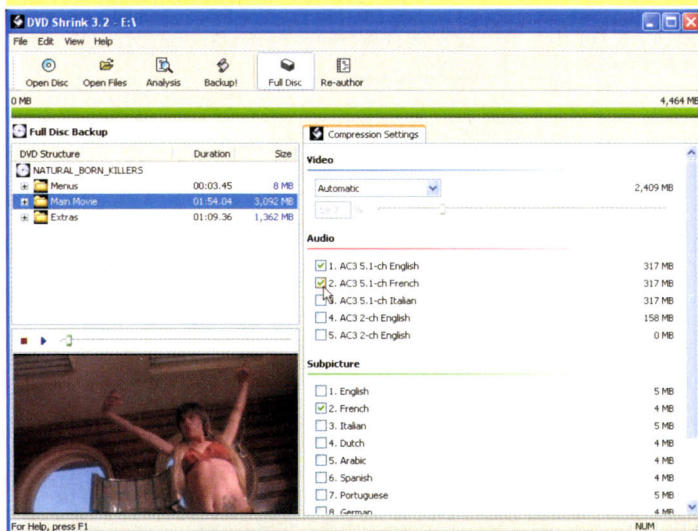 DVD Shrink 3.2 - E:\
File Edit View Help
Open Disc Open Files Analysis Backup! Full Disc Re-author
0 MB 4,464 MB
Full Disc Backup
DVD Structure Duration Size
NATURAL_BORN_KILLERS
Menus 00:03.45 8 MB
Main Movie 01:54.04 3,092 MB
Extras 01:09.36 1,362 MB
Compression Settings
Video
Automatic 2,409 MB
%
Audio
1. AC3 5.1-ch English 317 MB
2. AC3 5.1-ch French 317 MB
3. AC3 5.1-ch Italian 317 MB
4. AC3 2-ch English 158 MB
5. AC3 2-ch English 0 MB
Subpicture
1. English 5 MB
2. French 4 MB
3. Italian 5 MB
4. Dutch 4 MB
5. Arabic 4 MB
6. Spanish 4 MB
7. Portuguese 5 MB
8. German 4 MB
For Help, press F1 NUM